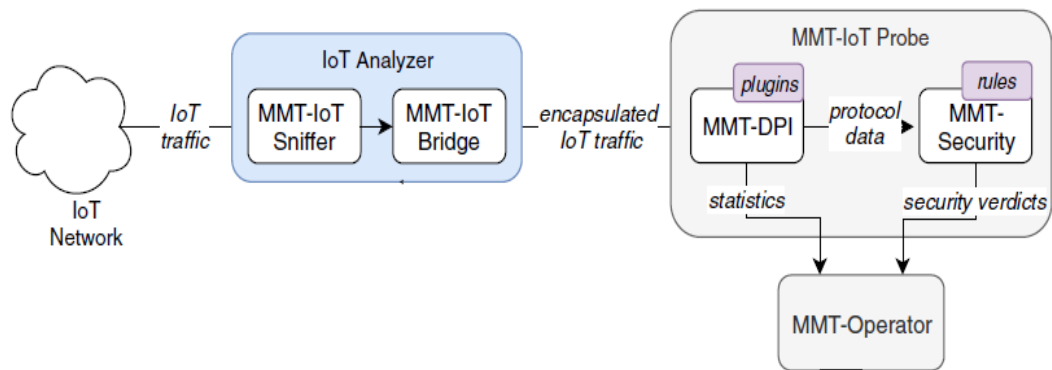 IoT
Network
IoT
traffic
IoT Analyzer
MMT-IoT
Sniffer
MMT-IoT
Bridge
encapsulated
IoT traffic
MMT-IoT Probe
plugins
MMT-DPI
protocol
data
rules
MMT-
Security
statistics
security verdicts
MMT-Operator